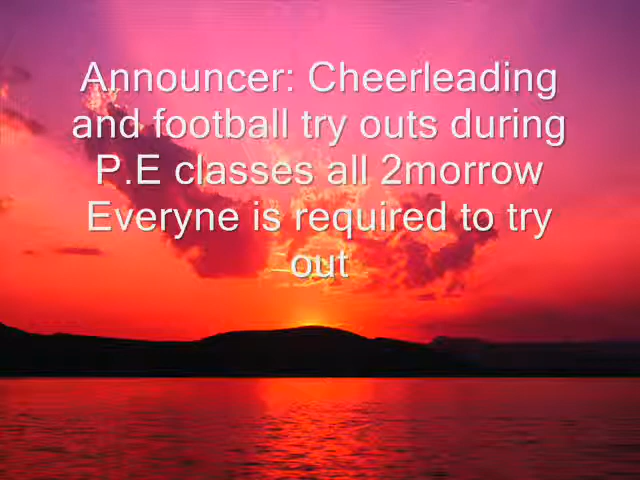 Announcer: Cheerleading
and football try outs during
P.E classes all 2morrow
Everyne is required to try
out